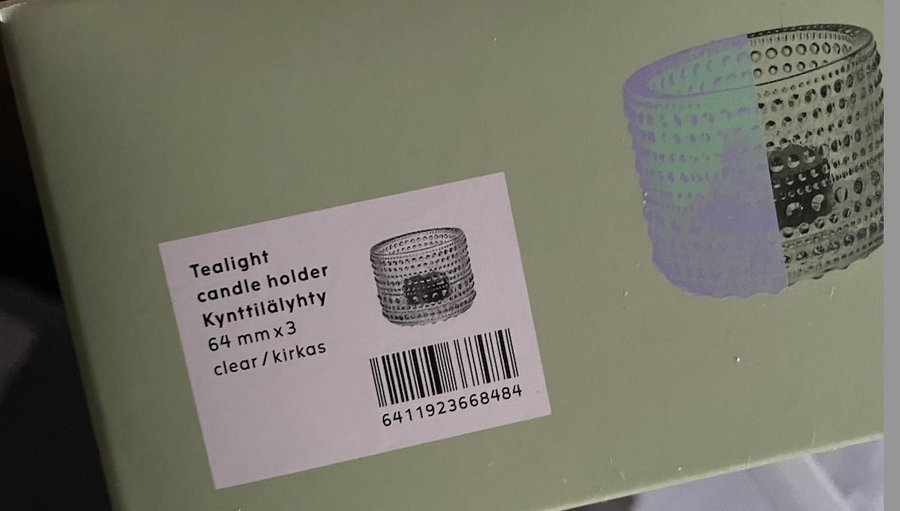 Tealight
candle holder
Kynttilälyhty
64 mm x 3
clear / kirkas
6411923668484